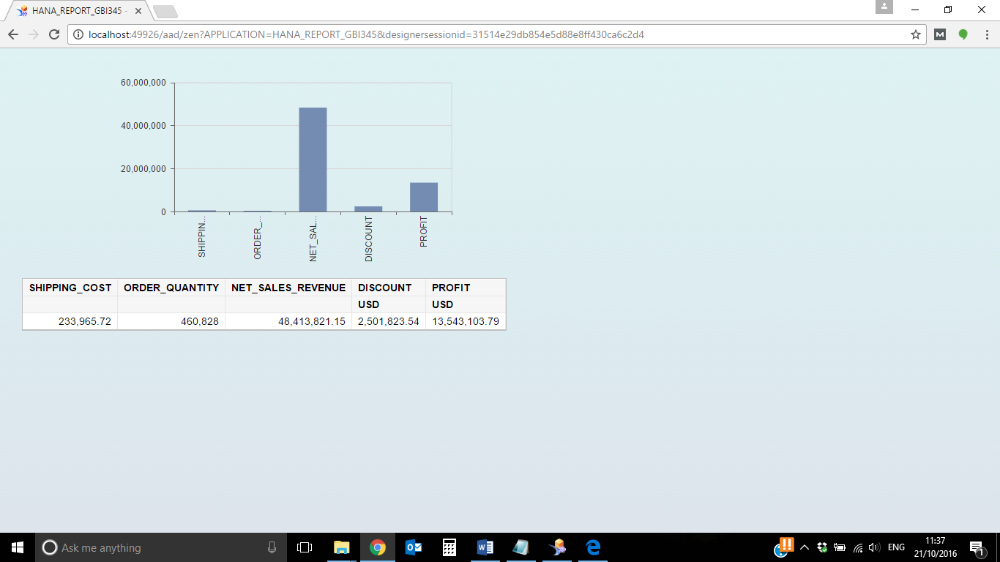 HANA_REPORT_GBI345 -
localhost:49926/aad/zen?APPLICATION=HANA_REPORT_GBI345&designersessionid=31514e29db854e5d88e8ff430ca6c2d4
60,000,000
40,000,000
20,000,000
0
SHIPPIN...
ORDER_...
NET_SAL...
DISCOUNT
PROFIT
SHIPPING_COST ORDER_QUANTITY NET_SALES_REVENUE DISCOUNT PROFIT
USD USD
233,965.72 460,828 48,413,821.15 2,501,823.54 13,543,103.79
Ask me anything
ENG
11:37
21/10/2016
1